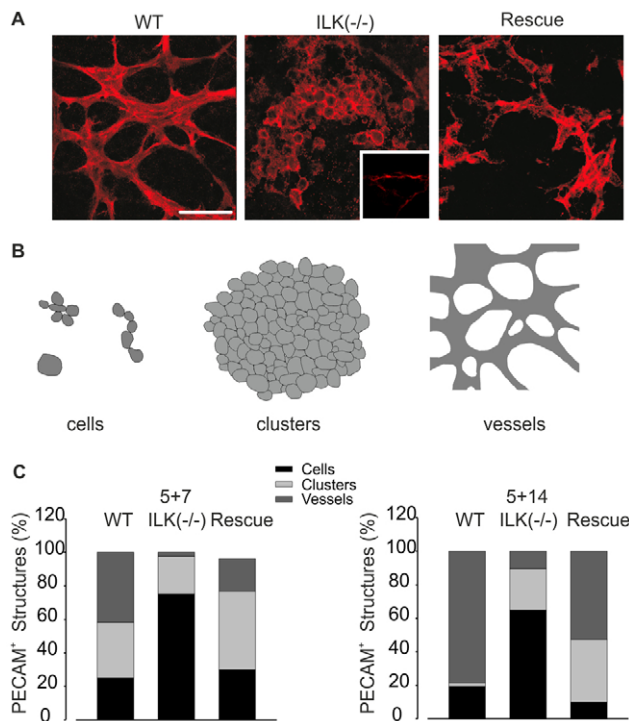 A
WT ILK(-/-) Rescue
B
cells clusters vessels
C
Cells
Clusters
Vessels
5+7
WT ILK(-/-) Rescue
PECAM⁺ Structures (%)
120
100
80
60
40
20
0
5+14
WT ILK(-/-) Rescue
PECAM⁺ Structures (%)
120
100
80
60
40
20
0